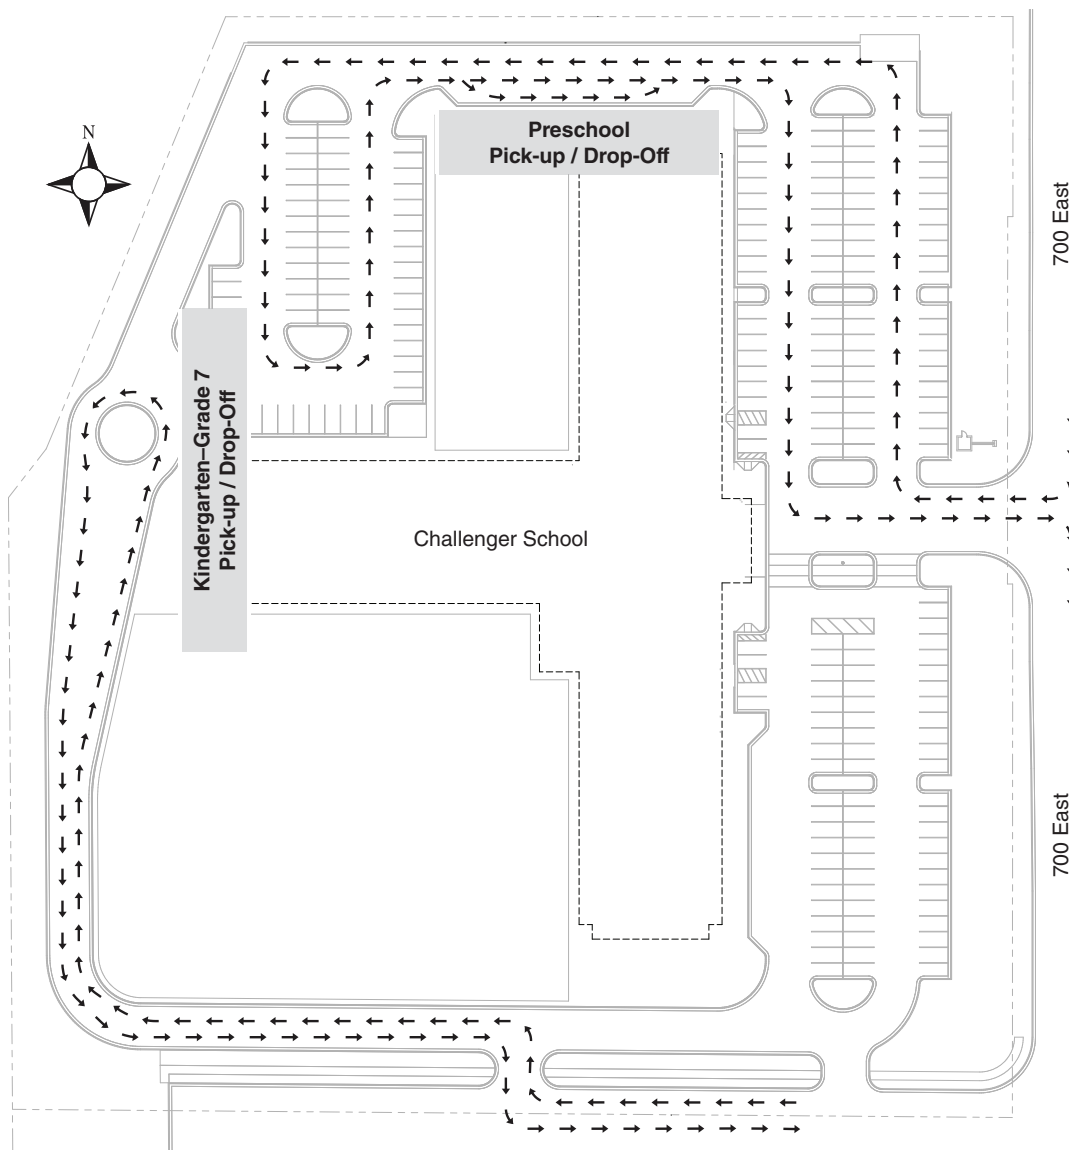 N
Preschool
Pick-up / Drop-Off
700 East
Kindergarten–Grade 7
Pick-up / Drop-Off
Challenger School
700 East